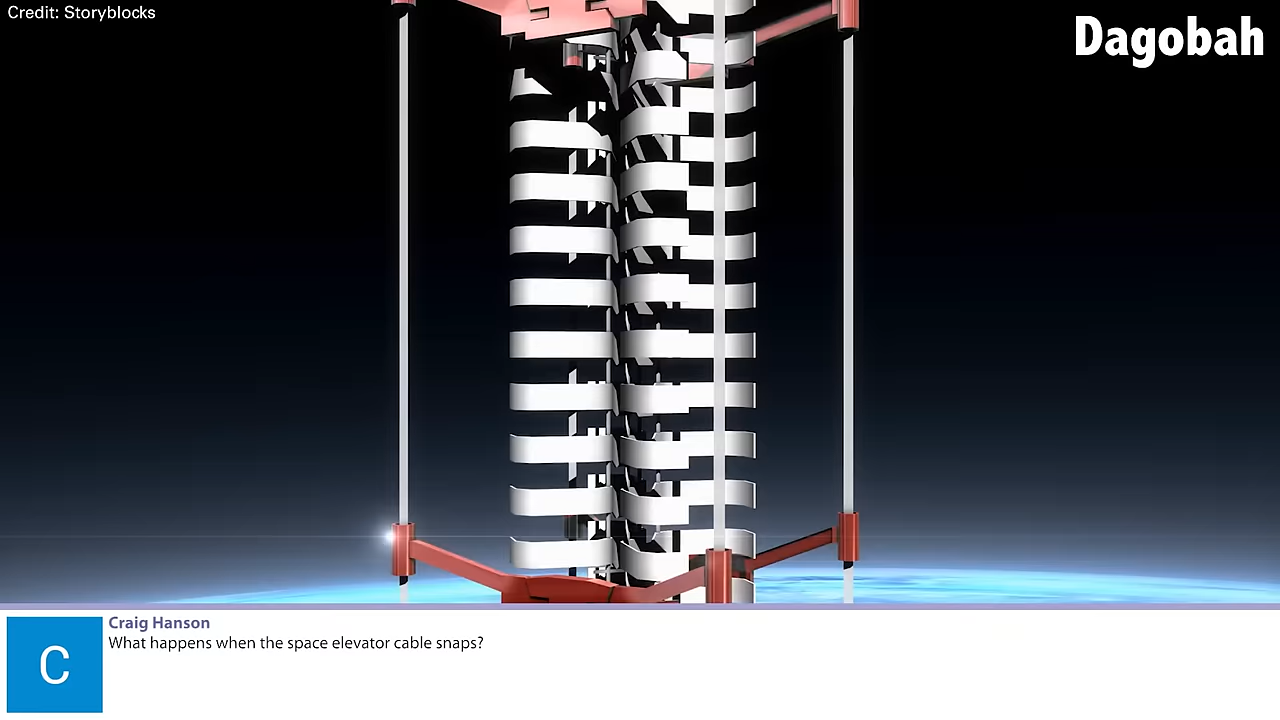 Credit: Storyblocks
Dagobah
Craig Hanson
What happens when the space elevator cable snaps?
C